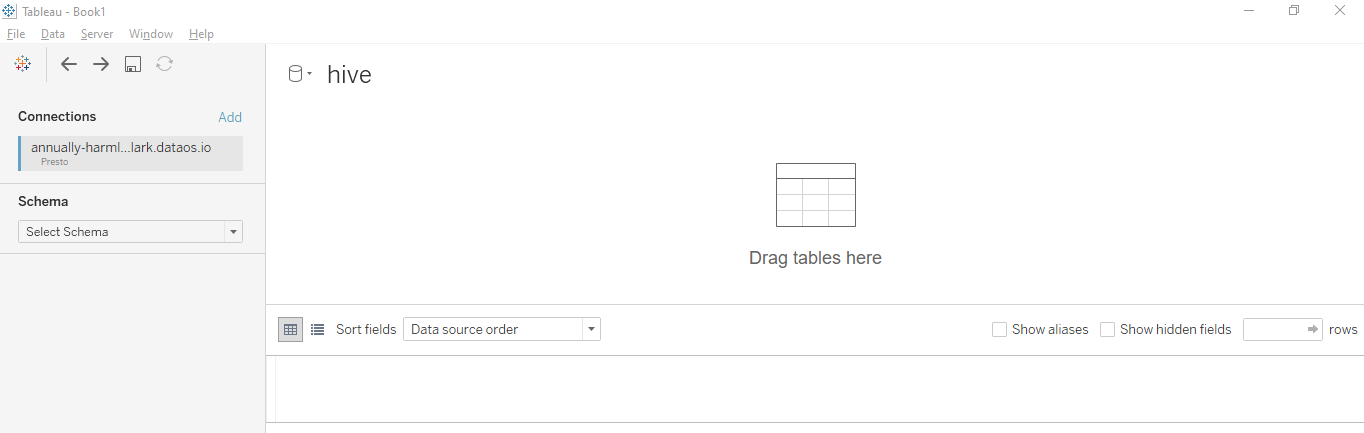 Tableau - Book1
File Data Server Window Help
Connections Add
annually-harml...lark.dataos.io
Presto
Schema
Select Schema
hive
Drag tables here
Sort fields Data source order Show aliases Show hidden fields rows